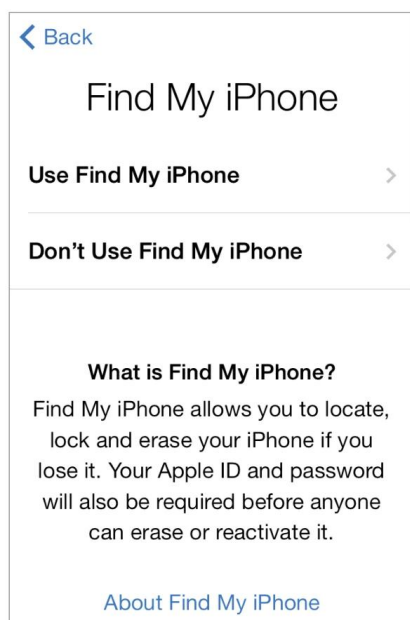 Back
Find My iPhone
Use Find My iPhone
Don’t Use Find My iPhone
What is Find My iPhone?
Find My iPhone allows you to locate,
lock and erase your iPhone if you
lose it. Your Apple ID and password
will also be required before anyone
can erase or reactivate it.
About Find My iPhone